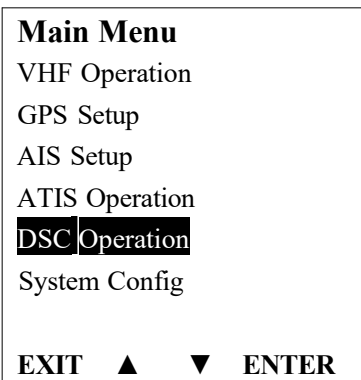 Main Menu
VHF Operation
GPS Setup
AIS Setup
ATIS Operation
DSC Operation
System Config
EXIT ▲ ▼ ENTER